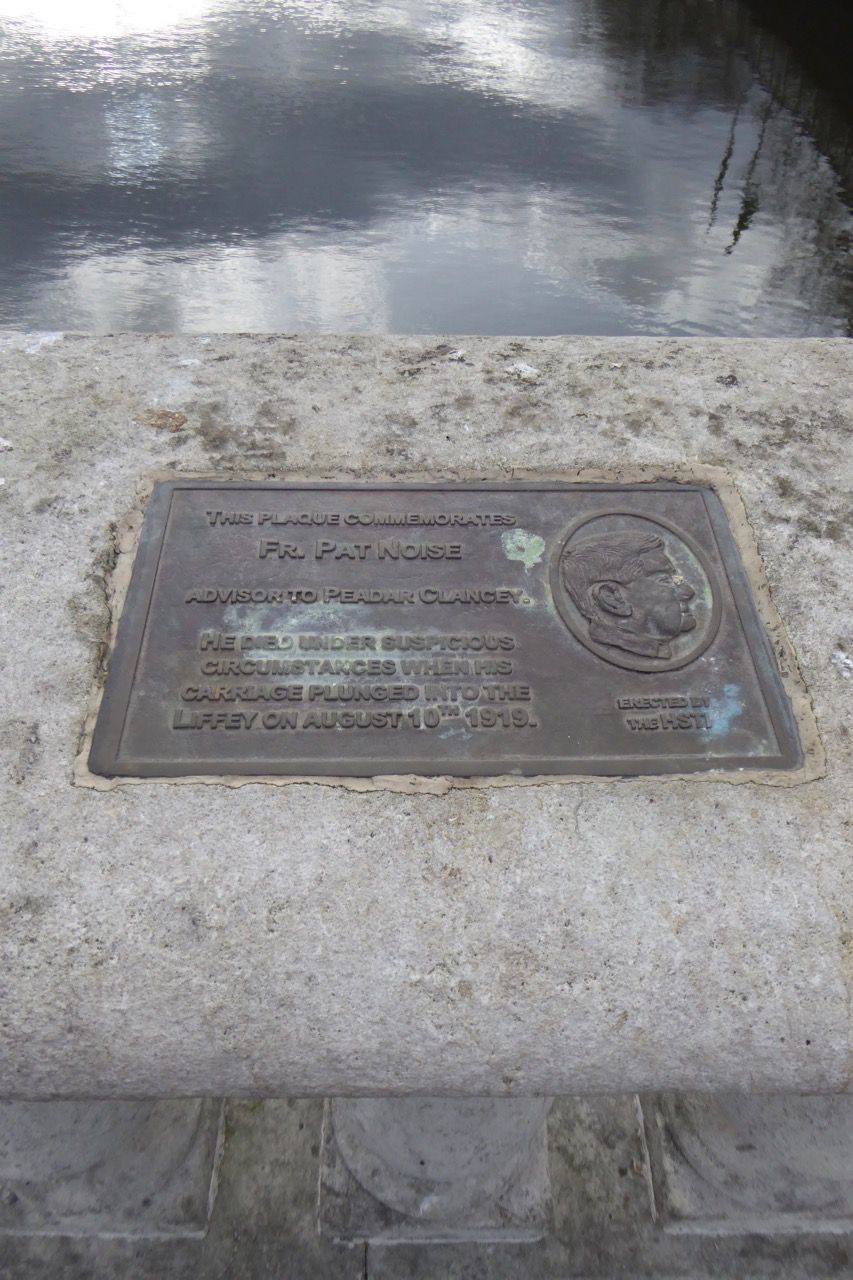 THIS PLAQUE COMMEMORATES
FR. PAT NOISE
ADVISOR TO PEADAR CLANCEY.
HE DIED UNDER SUSPICIOUS
CIRCUMSTANCES WHEN HIS
CARRIAGE PLUNGED INTO THE
LIFFEY ON AUGUST 10TH 1919.
ERECTED BY
THE HSTI